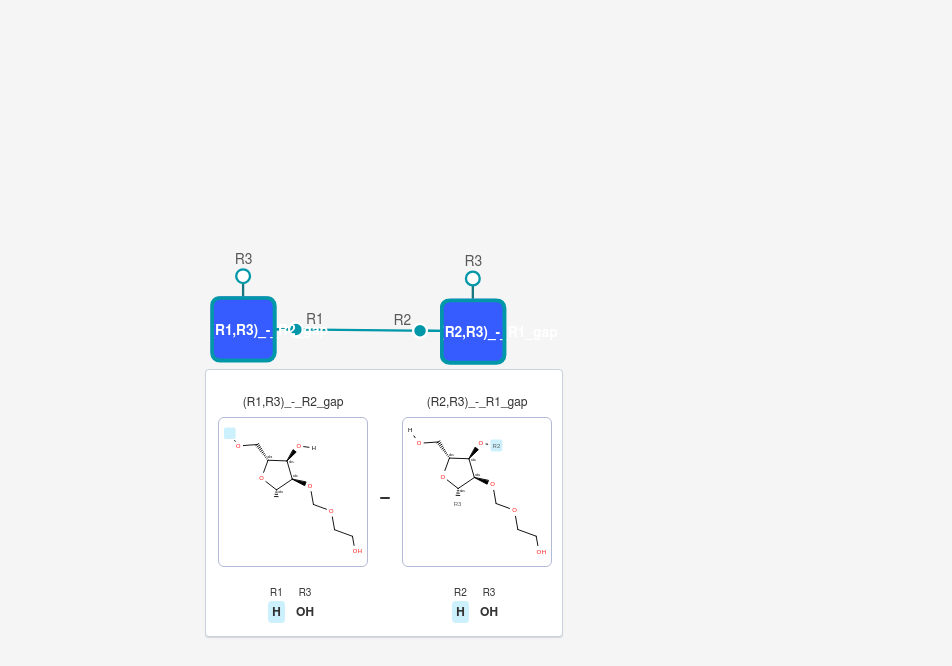 R3
R3
R1
R2
R1,R3)_-_R2_gap
R2,R3)_-_R1_gap
(R1,R3)_-_R2_gap
(R2,R3)_-_R1_gap
O
O
H
O
O
O
OH
H
O
O
R2
O
R3
O
O
OH
R1
R3
H
OH
R2
R3
H
OH